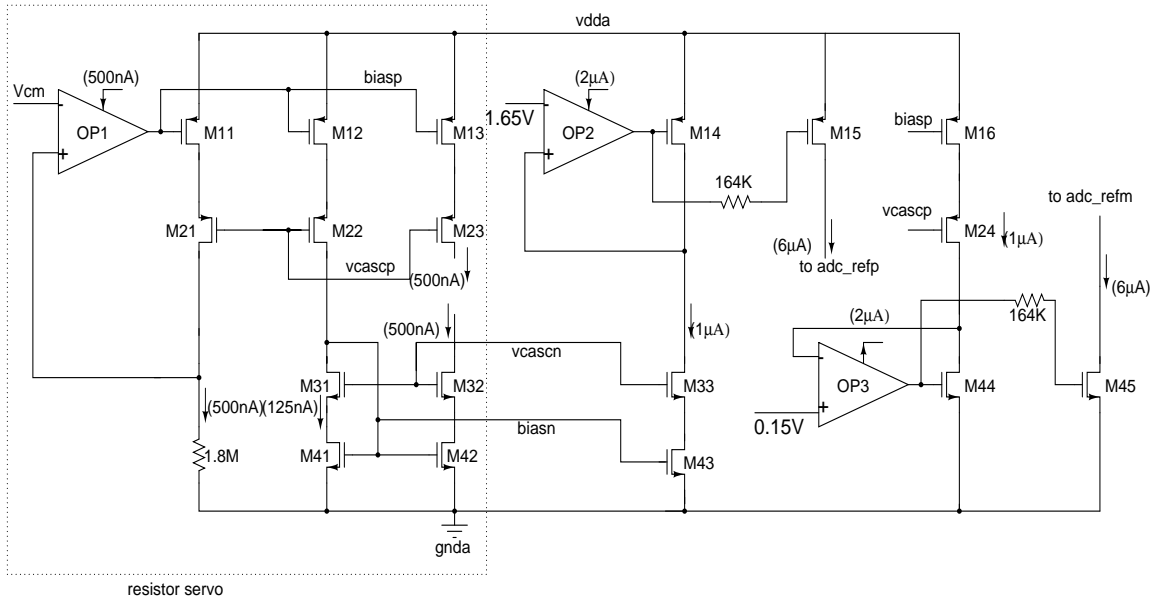 vdda
(500nA)
biasp
(2µA)
Vcm
-
OP1
+
M11
M12
M13
1.65V
-
OP2
+
M14
M15
biasp
M16
164K
to adc_refm
M21
M22
M23
vcascp
M24
(1µA)
vcascp
(500nA)
(6µA)
to adc_refp
(6µA)
164K
(500nA)
(1µA)
(2µA)
vcascn
-
OP3
+
M31
M32
M33
M44
M45
(500nA)
(125nA)
biasn
0.15V
1.8M
M41
M42
M43
gnda
resistor servo